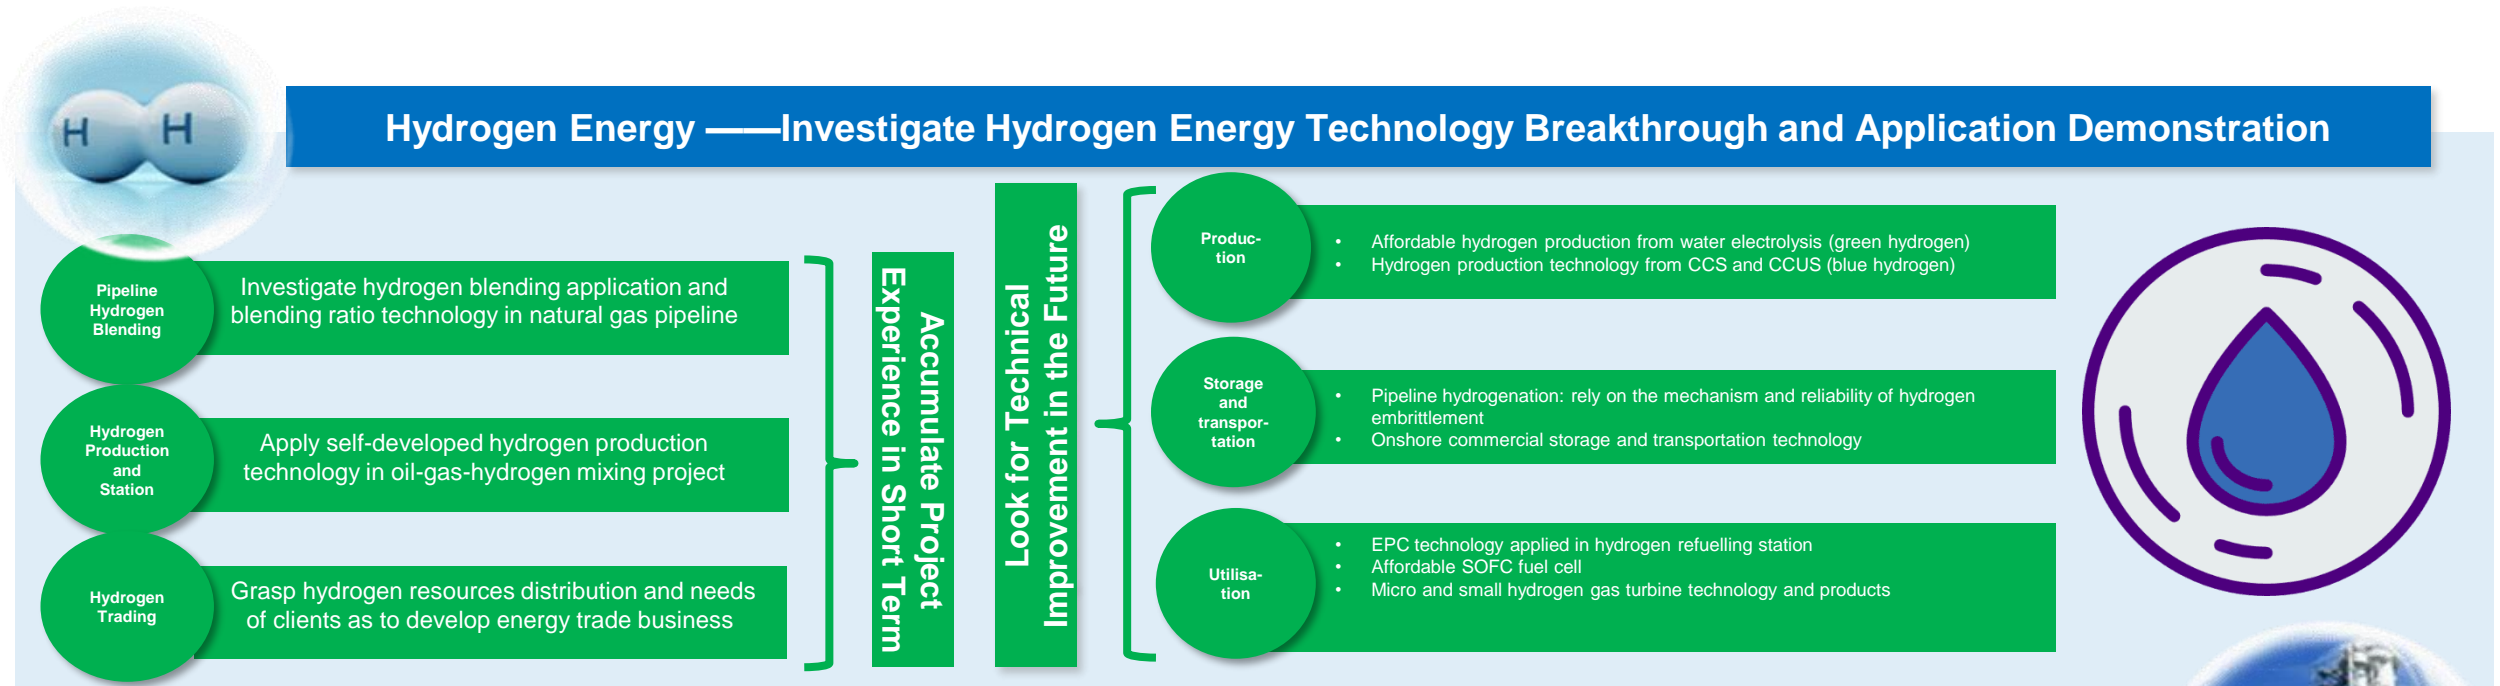 H H
Hydrogen Energy ——Investigate Hydrogen Energy Technology Breakthrough and Application Demonstration
Pipeline
Hydrogen
Blending
Investigate hydrogen blending application and
blending ratio technology in natural gas pipeline
Hydrogen
Production
and
Station
Apply self-developed hydrogen production
technology in oil-gas-hydrogen mixing project
Hydrogen
Trading
Grasp hydrogen resources distribution and needs
of clients as to develop energy trade business
Accumulate Project
Experience in Short Term
Look for Technical
Improvement in the Future
Produc-
tion
• Affordable hydrogen production from water electrolysis (green hydrogen)
• Hydrogen production technology from CCS and CCUS (blue hydrogen)
Storage
and
transpor-
tation
• Pipeline hydrogenation: rely on the mechanism and reliability of hydrogen
embrittlement
• Onshore commercial storage and transportation technology
Utilisa-
tion
• EPC technology applied in hydrogen refuelling station
• Affordable SOFC fuel cell
• Micro and small hydrogen gas turbine technology and products